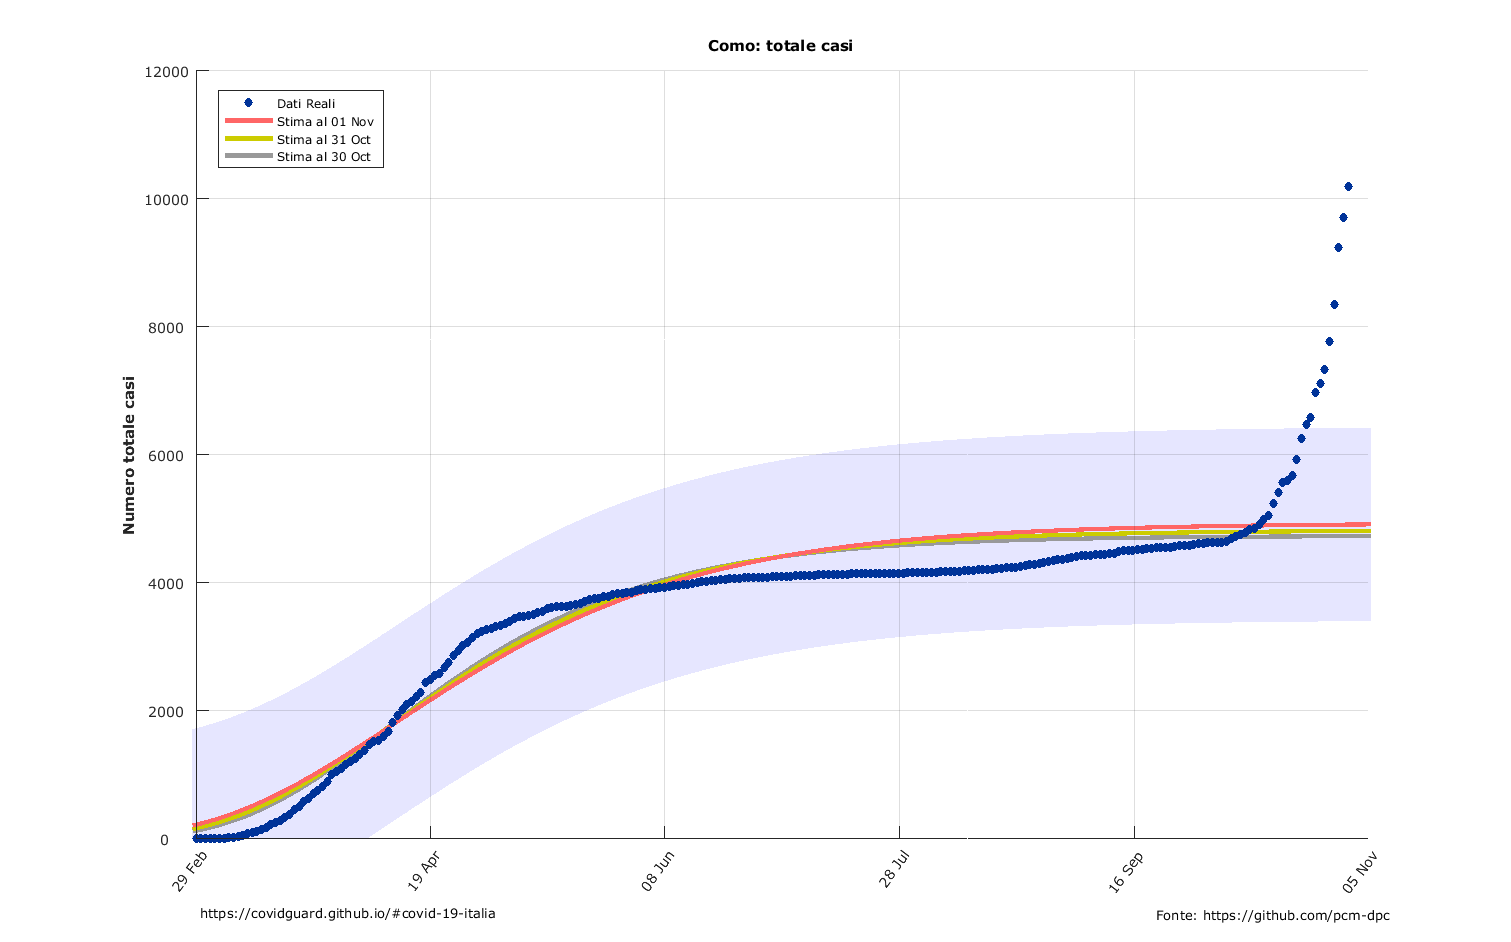 Como: totale casi
12000
10000
8000
6000
4000
2000
0
Numero totale casi
Dati Reali
Stima al 01 Nov
Stima al 31 Oct
Stima al 30 Oct
29 Feb
19 Apr
08 Jun
28 Jul
16 Sep
05 Nov
https://covidguard.github.io/#covid-19-italia
Fonte: https://github.com/pcm-dpc